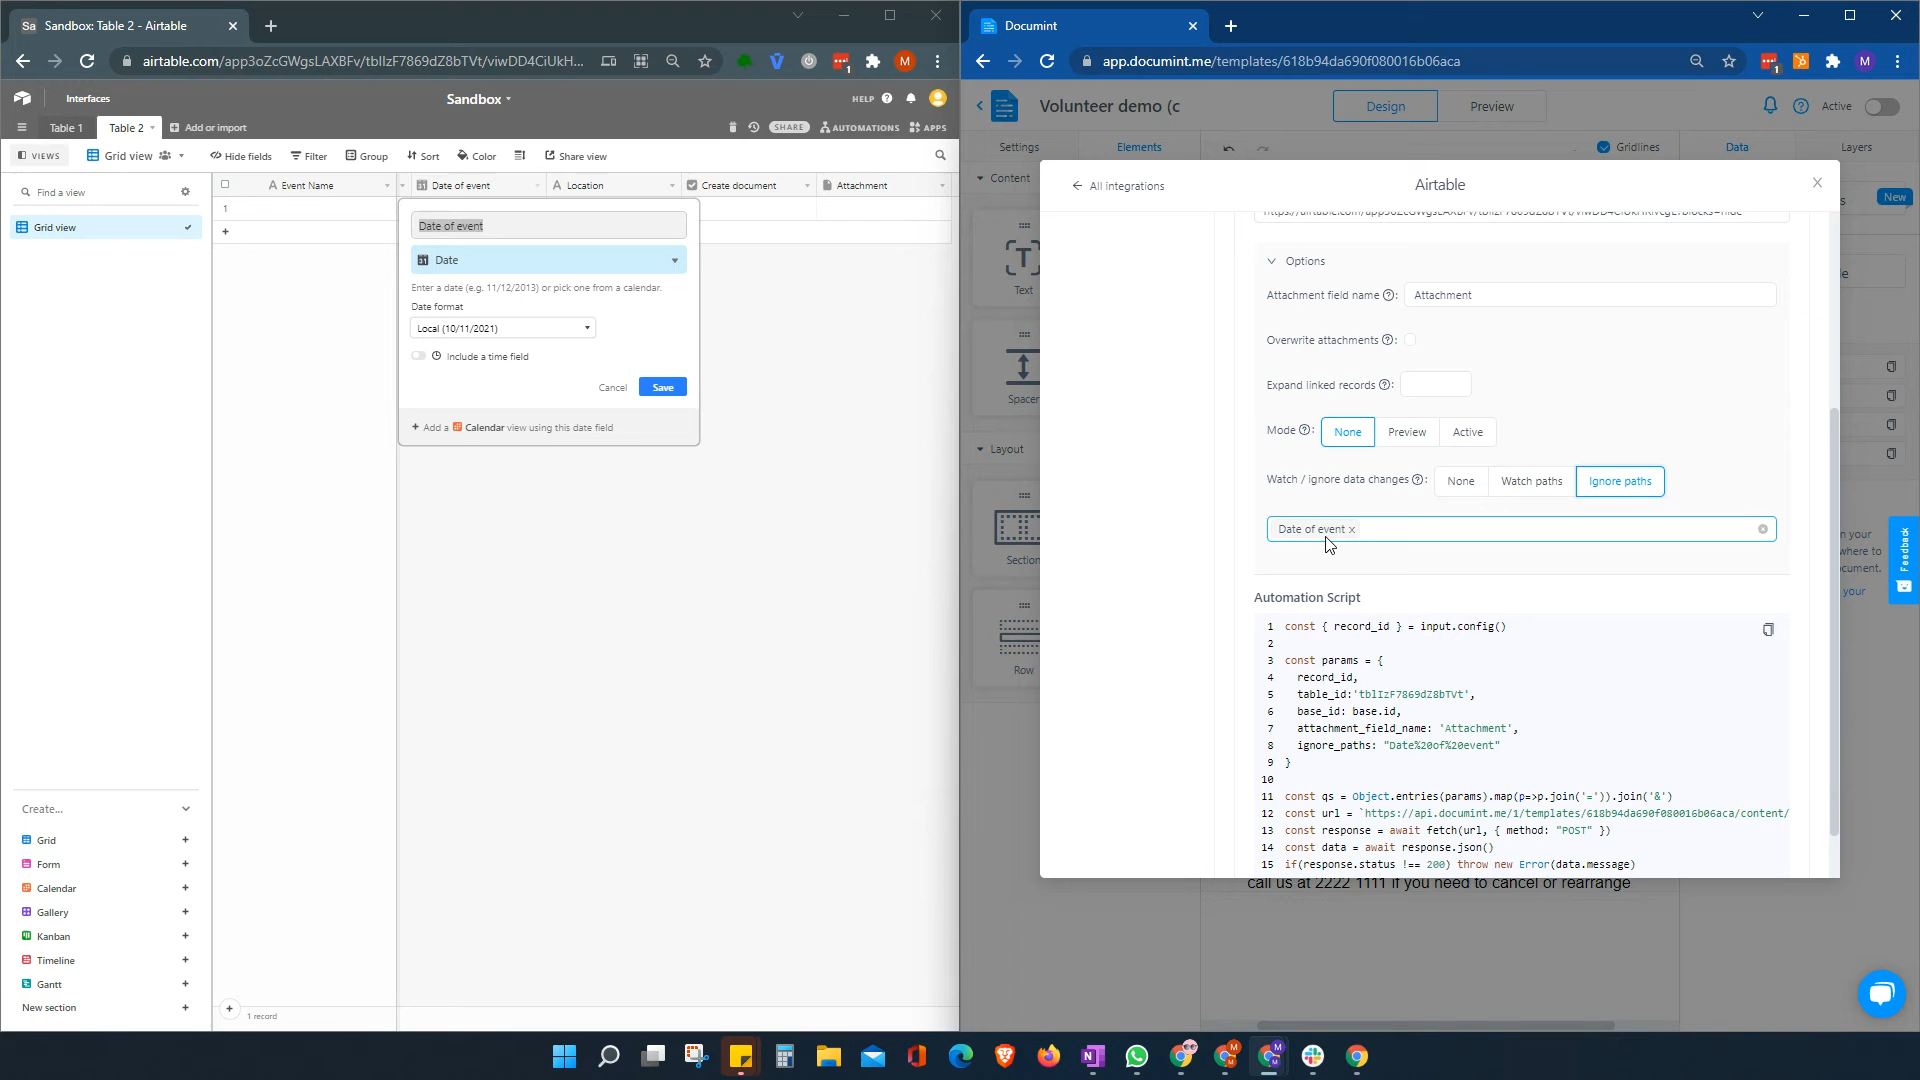 Sa Sandbox: Table 2 - Airtable
airtable.com/app3oZcGWgsLAXBFv/tblIzF7869dZ8bTVt/viwDD4CiUkH...
M
Interfaces
Sandbox
HELP
Table 1
Table 2
Add or import
SHARE
AUTOMATIONS
APPS
VIEWS
Grid view
Hide fields
Filter
Group
Sort
Color
Share view
Find a view
Grid view
Event Name
Date of event
Location
Create document
Attachment
1
Date of event
Date
Enter a date (e.g. 11/12/2013) or pick one from a calendar.
Date format
Local (10/11/2021)
Include a time field
Cancel
Save
+ Add a Calendar view using this date field
Create...
Grid
Form
Calendar
Gallery
Kanban
Timeline
Gantt
New section
1 record
Documint
app.documint.me/templates/618b94da690f080016b06aca
1
M
Volunteer demo (c
Design
Preview
Active
Settings
Elements
Gridlines
Data
Layers
Content
Text
Spacer
Layout
Section
Row
New
← All integrations
Airtable
Options
Attachment field name
:
Attachment
Overwrite attachments
:
Expand linked records
:
Mode
:
None
Preview
Active
Watch / ignore data changes
:
None
Watch paths
Ignore paths
Date of event x
Automation Script
1 const { record_id } = input.config()
2
3 const params = {
4 record_id,
5 table_id:'tblIzF7869dZ8bTVt',
6 base_id: base.id,
7 attachment_field_name: 'Attachment',
8 ignore_paths: "Date%20of%20event"
9 }
10
11 const qs = Object.entries(params).map(p=>p.join('=')).join('&')
12 const url = `https://api.documint.me/1/templates/618b94da690f080016b06aca/content/
13 const response = await fetch(url, { method: "POST" })
14 const data = await response.json()
15 if(response.status !== 200) throw new Error(data.message)
call us at 2222 1111 if you need to cancel or rearrange
n your
where to
ocument.
your
Feedback